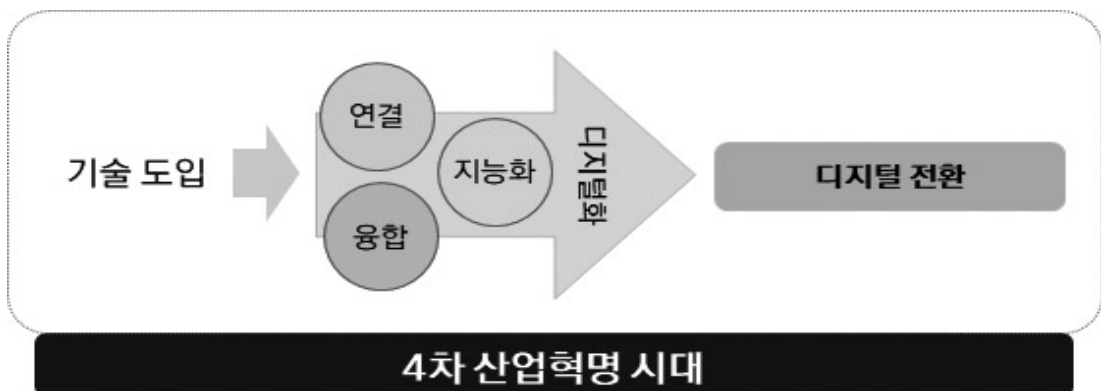 기술 도입
연결
융합
지능화
디지털화
디지털 전환
4차 산업혁명 시대